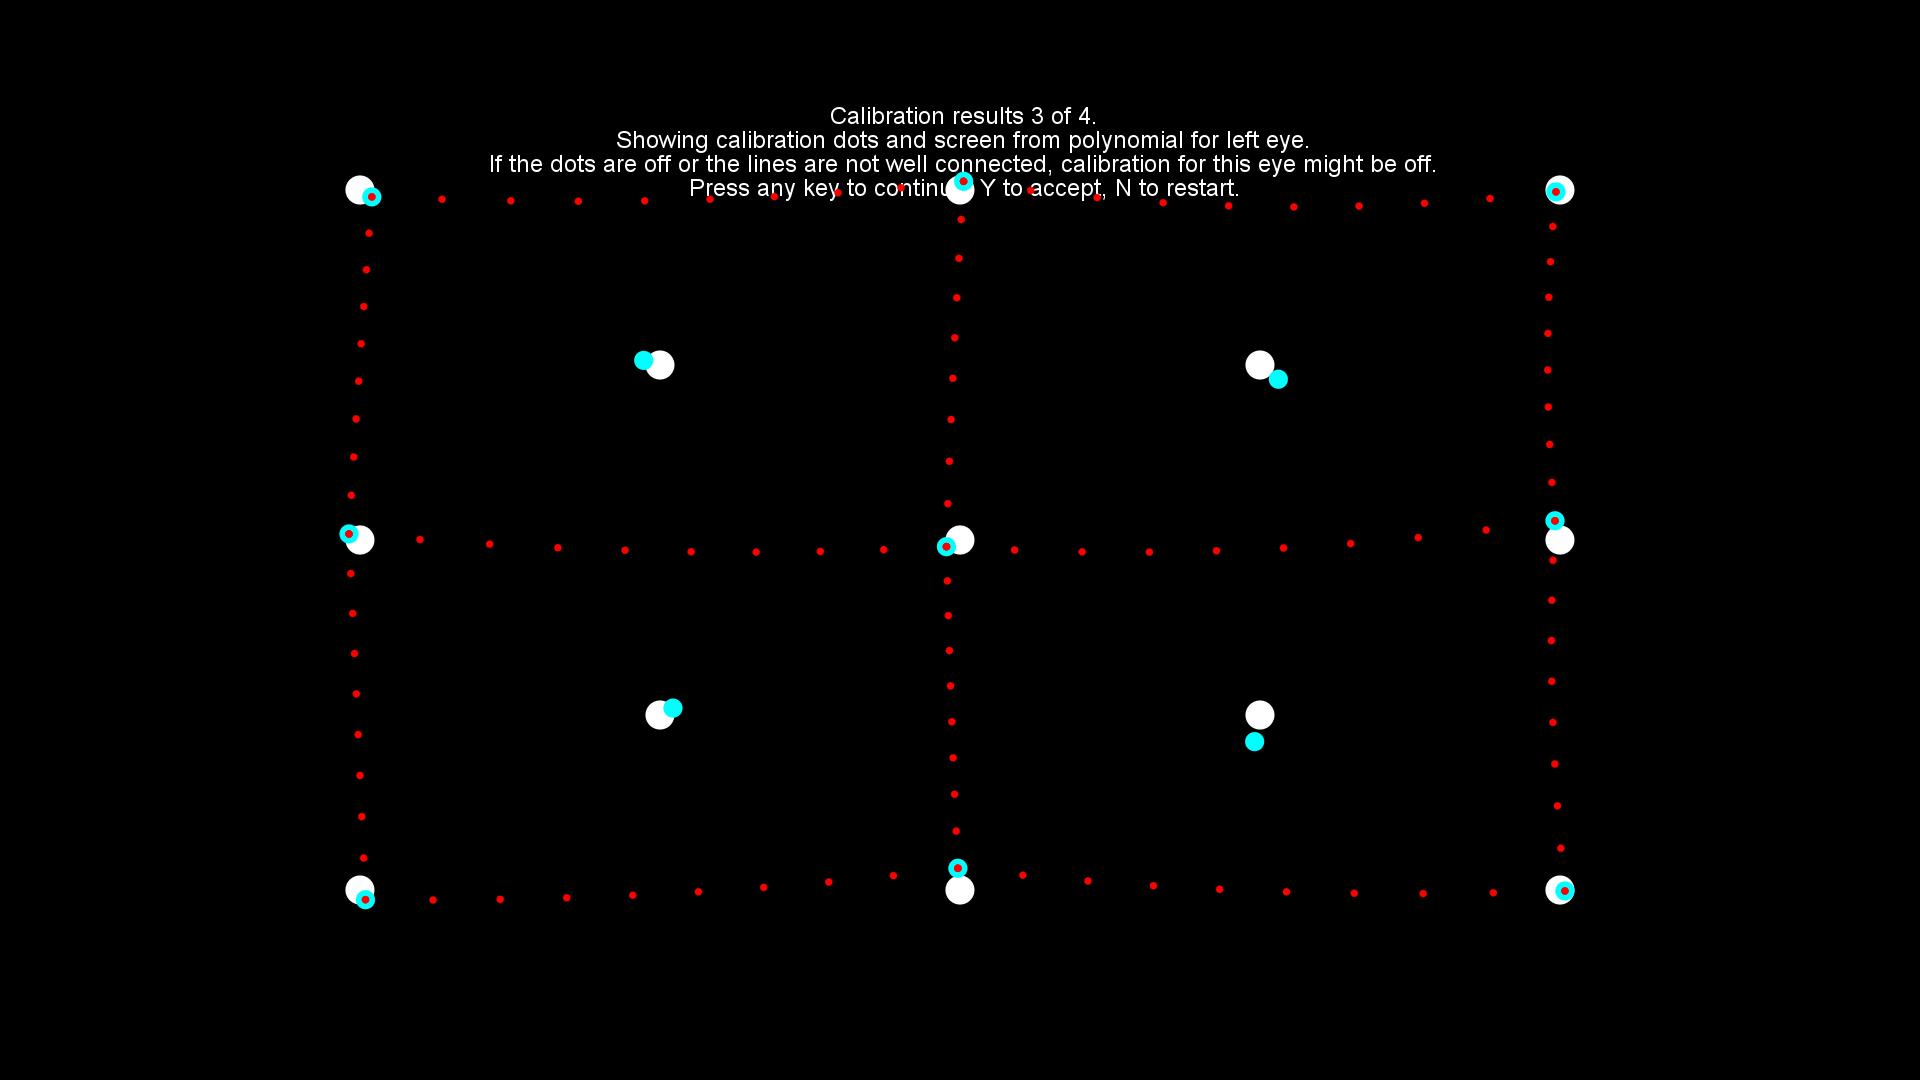 Calibration results 3 of 4.
Showing calibration dots and screen from polynomial for left eye.
If the dots are off or the lines are not well connected, calibration for this eye might be off.
Press any key to continue, Y to accept, N to restart.